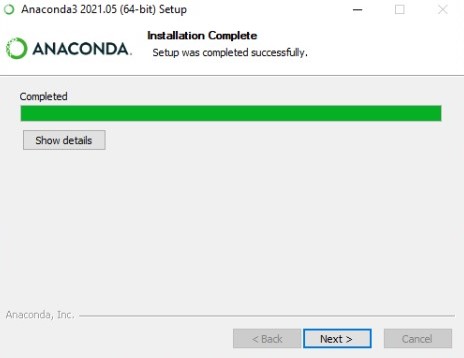 Anaconda3 2021.05 (64-bit) Setup
ANACONDA.
Installation Complete
Setup was completed successfully.
Completed
Show details
Anaconda, Inc.
< Back
Next >
Cancel